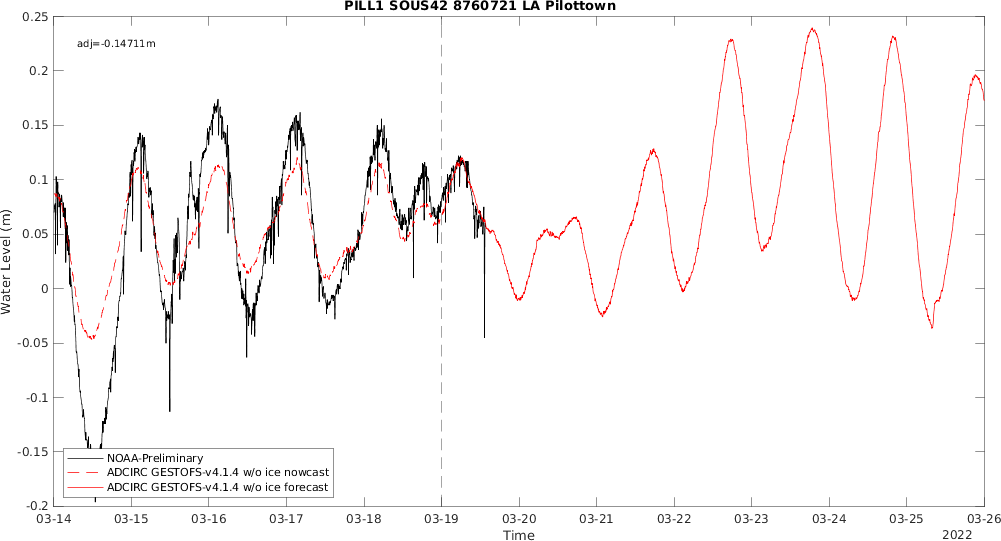 PILL1 SOUS42 8760721 LA Pilottown
0.25
adj=-0.14711m
0.2
0.15
0.1
0.05
0
-0.05
-0.1
-0.15
-0.2
Water Level (m)
NOAA-Preliminary
ADCIRC GESTOFS-v4.1.4 w/o ice nowcast
ADCIRC GESTOFS-v4.1.4 w/o ice forecast
03-14 03-15 03-16 03-17 03-18 03-19 03-20 03-21 03-22 03-23 03-24 03-25 03-26
Time
2022